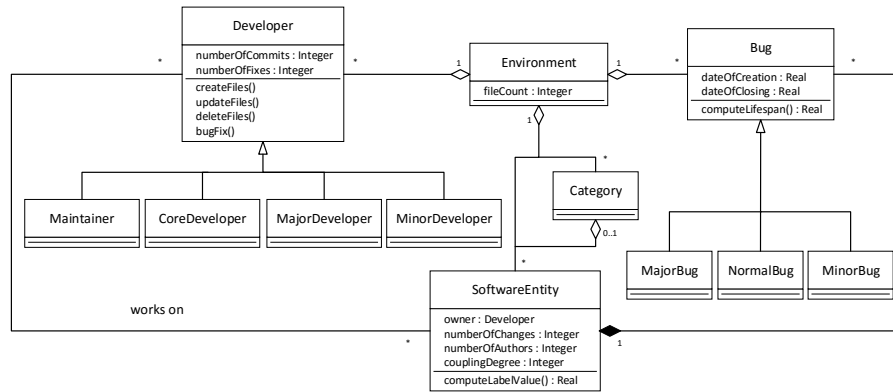 Developer
numberOfCommits : Integer
numberOfFixes : Integer
createFiles()
updateFiles()
deleteFiles()
bugFix()
*
*
Environment
fileCount : Integer
1
1
1
Bug
dateOfCreation : Real
dateOfClosing : Real
computeLifespan() : Real
*
*
Maintainer
CoreDeveloper
MajorDeveloper
MinorDeveloper
*
Category
0..1
*
MajorBug
NormalBug
MinorBug
SoftwareEntity
owner : Developer
numberOfChanges : Integer
numberOfAuthors : Integer
couplingDegree : Integer
computeLabelValue() : Real
works on
*
1